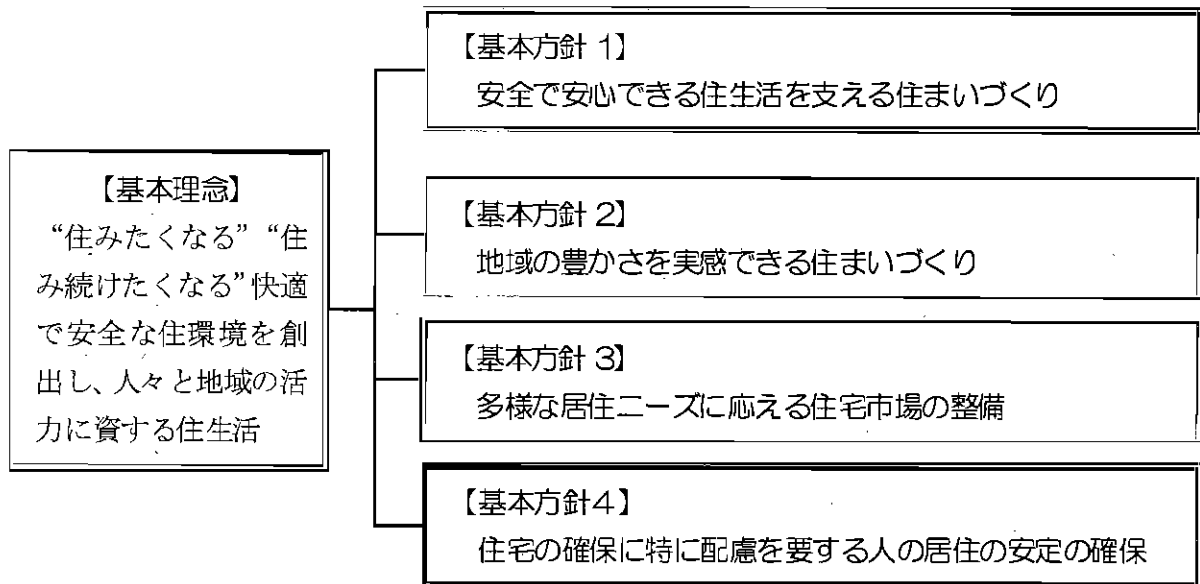 【基本理念】
“住みたくなる”“住
み続けたくなる”快適
で安全な住環境を創
出し、人々と地域の活
力に資する住生活
【基本方針 1】
安全で安心できる住生活を支える住まいづくり
【基本方針 2】
地域の豊かさを実感できる住まいづくり
【基本方針 3】
多様な居住ニーズに応える住宅市場の整備
【基本方針4】
住宅の確保に特に配慮を要する人の居住の安定の確保